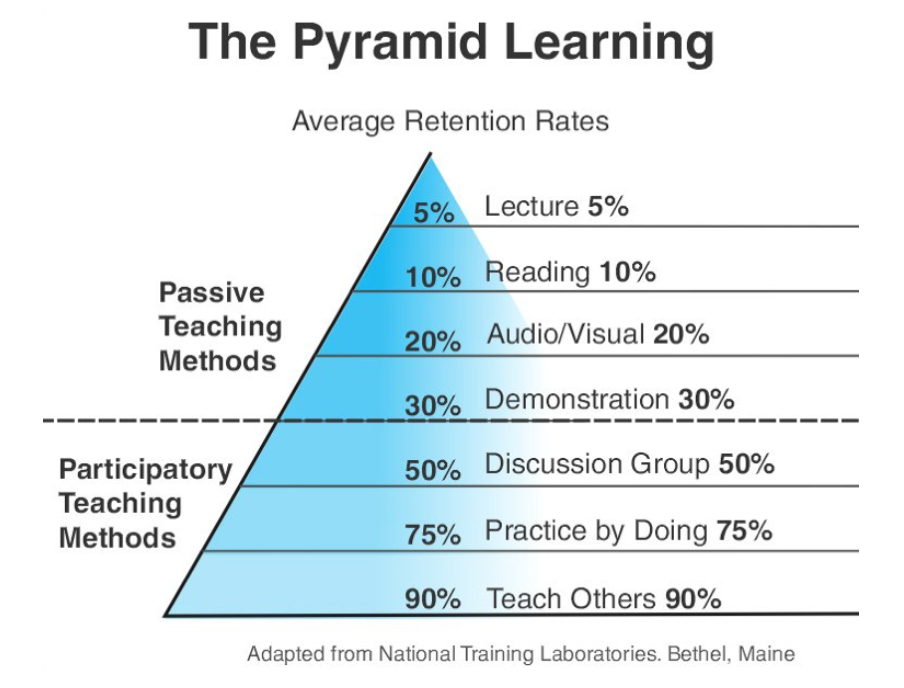 The Pyramid Learning
Average Retention Rates
5% Lecture 5%
10% Reading 10%
Passive
Teaching
Methods
20% Audio/Visual 20%
30% Demonstration 30%
Participatory
Teaching
Methods
50% Discussion Group 50%
75% Practice by Doing 75%
90% Teach Others 90%
Adapted from National Training Laboratories. Bethel, Maine